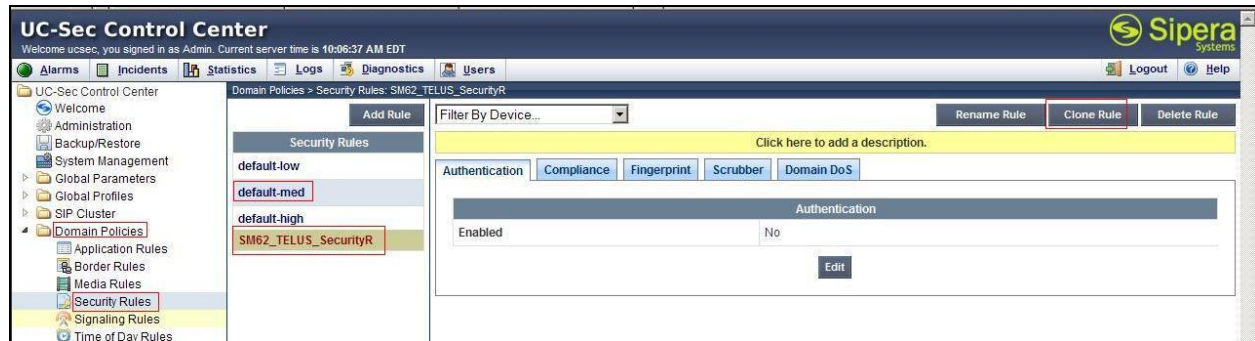 UC-Sec Control Center
Sipera
Systems
Welcome ucsec, you signed in as Admin. Current server time is 10:06:37 AM EDT
Alarms Incidents Statistics Logs Diagnostics Users Logout Help
UC-Sec Control Center
Welcome
Administration
Backup/Restore
System Management
Global Parameters
Global Profiles
SIP Cluster
Domain Policies
Application Rules
Border Rules
Media Rules
Security Rules
Signaling Rules
Time of Day Rules
Domain Policies > Security Rules: SM62_TELUS_SecurityR
Add Rule
Security Rules
default-low
default-med
default-high
SM62_TELUS_SecurityR
Filter By Device...
Rename Rule Clone Rule Delete Rule
Click here to add a description.
Authentication Compliance Fingerprint Scrubber Domain DoS
Authentication
Enabled No
Edit